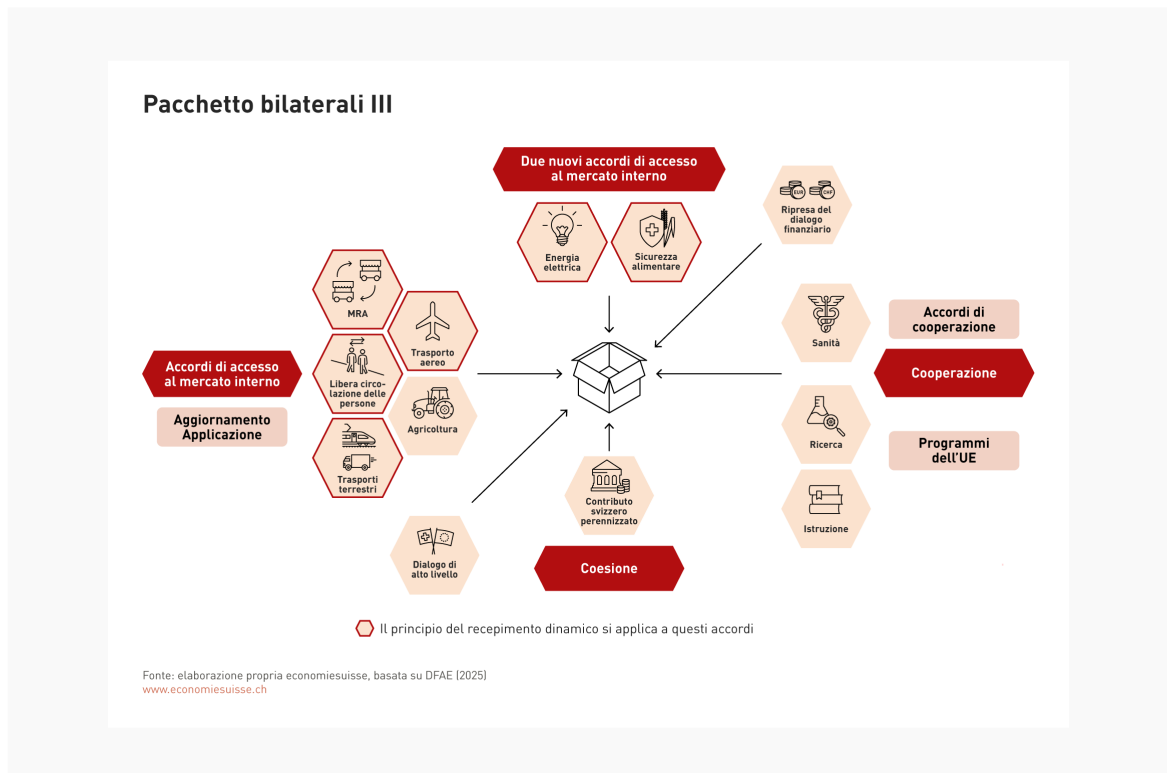 Pacchetto bilaterali III
Due nuovi accordi di accesso
al mercato interno
Energia
elettrica
Sicurezza
alimentare
EUR
CHF
Ripresa del
dialogo
finanziario
MRA
Trasporto
aereo
Accordi di accesso
al mercato interno
Aggiornamento
Applicazione
Libera circo-
lazione delle
persone
Agricoltura
Trasporti
terrestri
Sanità
Accordi di
cooperazione
Cooperazione
Ricerca
Programmi
dell’UE
Istruzione
Contributo
svizzero
perennizzato
Coesione
Dialogo di
alto livello
Il principio del recepimento dinamico si applica a questi accordi
Fonte: elaborazione propria economiesuisse, basata su DFAE (2025)
www.economiesuisse.ch